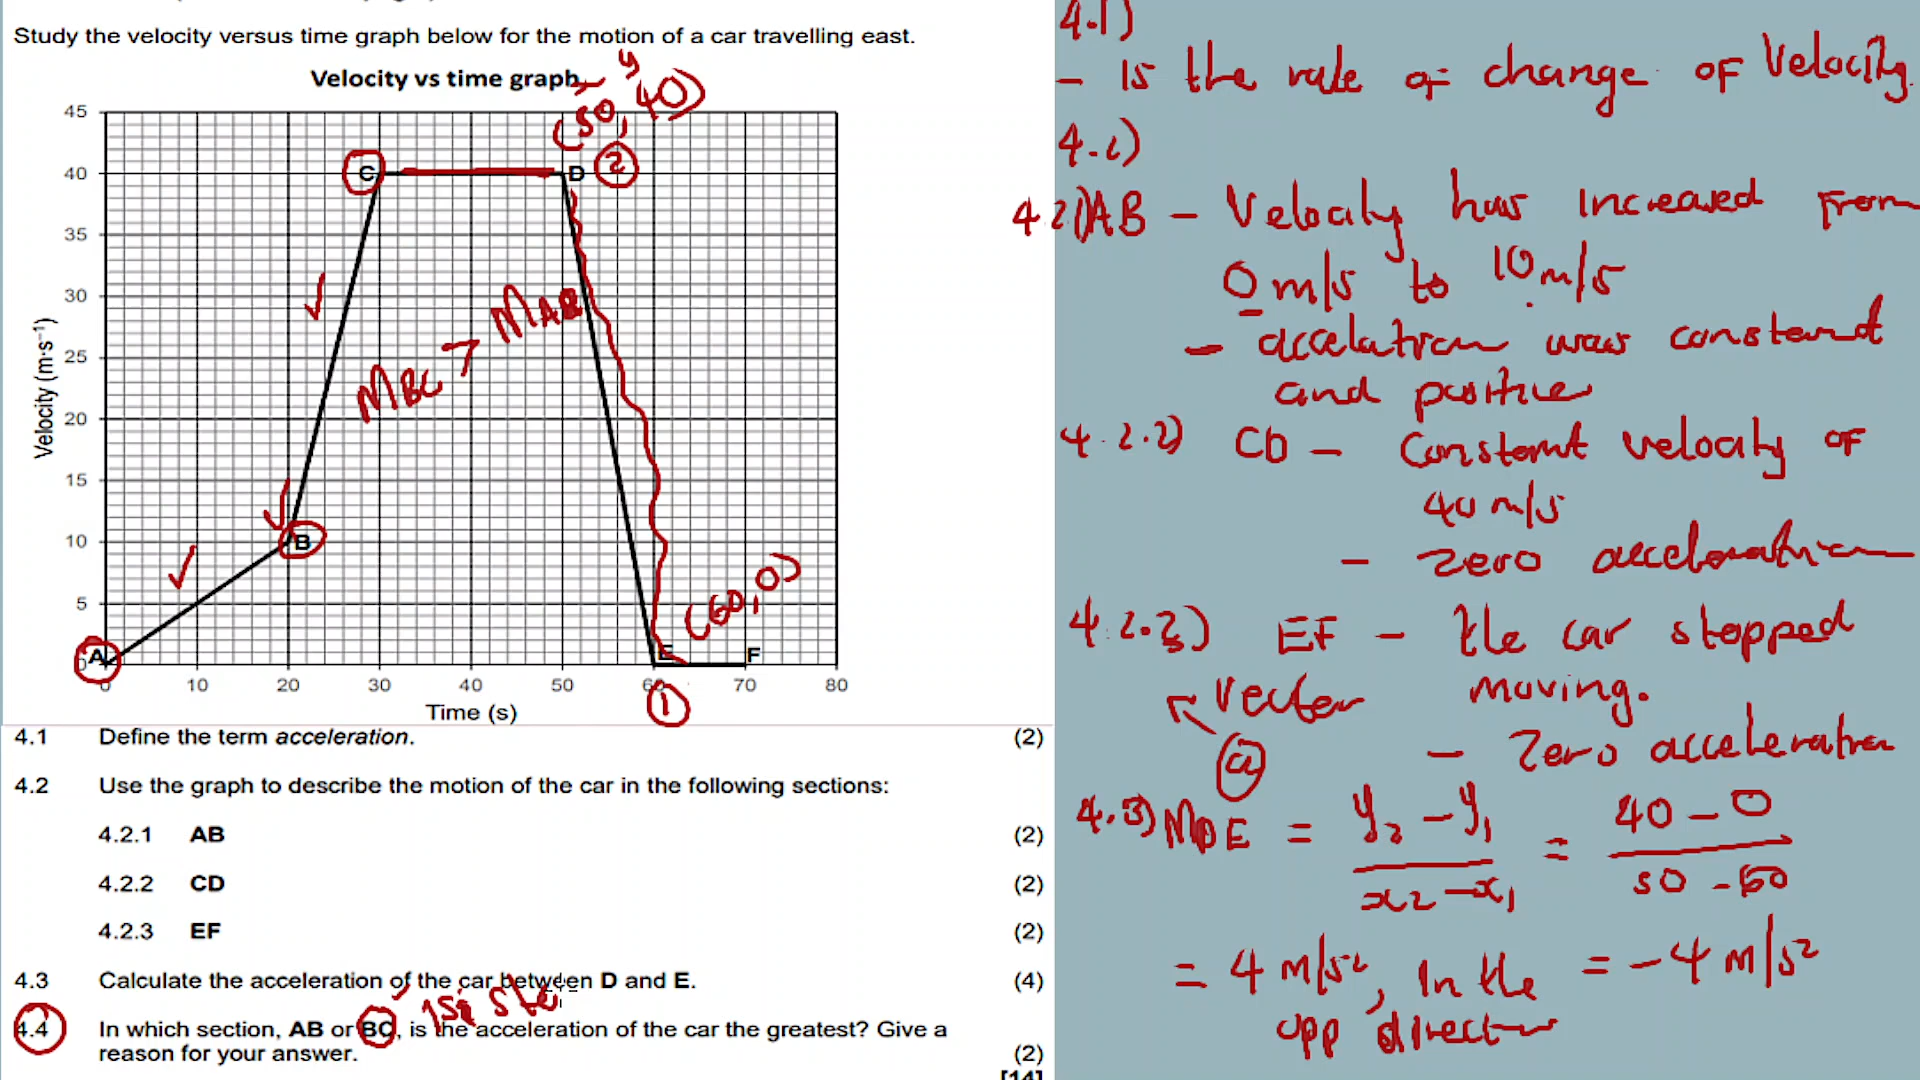 Study the velocity versus time graph below for the motion of a car travelling east.
Velocity vs time graph
y
(50, 40)
45
40
35
30
25
20
15
10
5
0
Velocity (m·s⁻¹)
C
D
②
MBC > MAB
B
A
(60,0)
E
F
0 10 20 30 40 50 60 70 80
①
Time (s)
4.1 Define the term acceleration. (2)
4.2 Use the graph to describe the motion of the car in the following sections:
4.2.1 AB (2)
4.2.2 CD (2)
4.2.3 EF (2)
4.3 Calculate the acceleration of the car between D and E. (4)
4.4 In which section, AB or BC, is the acceleration of the car the greatest? Give a
reason for your answer. (2)
[14]
4.1)
- is the rate of change of Velocity.
4.2)
4.2.1) AB - Velocity has increased from
0 m/s to 10 m/s
- accelatron was constant
and positive
4.2.2) CD - Constant velocity of
40 m/s
- zero acceleration
4.2.3) EF - the car stopped
moving.
Vector
a
- Zero acceleration
4.3) MDE = y2 - y1 / x2 - x1 = 40 - 0 / 50 - 60
= 4 m/s², in the = -4 m/s²
opp direction